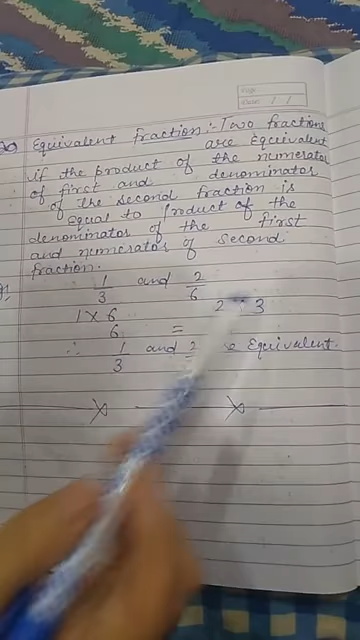 Page
Date / /
Equivalent fraction :- Two fractions
are Equivalent
if the product of the numerator
of first and denominator
of the second fraction is
equal to Product of the
denominator of the first
and numerator of second
fraction.
1/3 and 2/6
1 × 6 2 3
6 =
∴ 1/3 and 2 Equivalent.